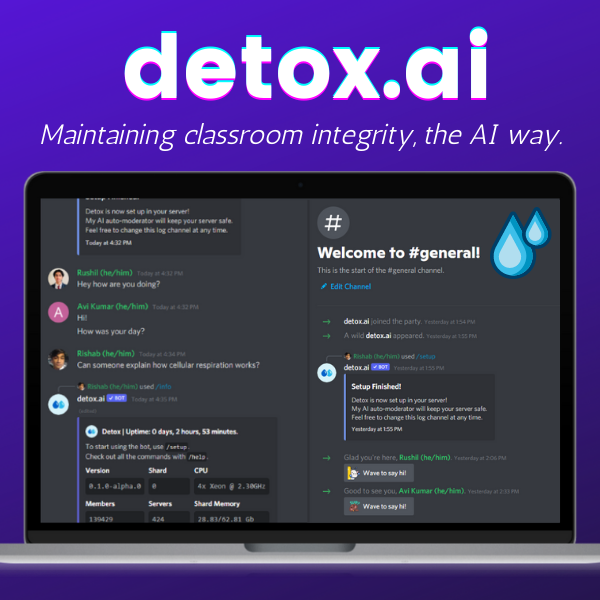 detox.ai
Maintaining classroom integrity, the AI way.
Detox is now set up in your server!
My AI auto-moderator will keep your server safe.
Feel free to change this log channel at any time.
Today at 4:32 PM
Rushil (he/him) Today at 4:32 PM
Hey how are you doing?
A
Avi Kumar (he/him) Today at 4:32 PM
Hi!
How was your day?
Rishab (he/him) Today at 4:34 PM
Can someone explain how cellular respiration works?
Rishab (he/him) used /info
detox.ai ✓ BOT Today at 4:35 PM
Detox | Uptime: 0 days, 2 hours, 53 minutes.
To start using the bot, use /setup.
Check out all the commands with /help.
Version Shard CPU
0.1.0-alpha.0 0 4x Xeon @ 2.30GHz
Members Servers Shard Memory
139429 424 28.83/62.81 Gb
#
Welcome to #general!
This is the start of the #general channel.
Edit Channel
detox.ai joined the party. Yesterday at 1:54 PM
A wild detox.ai appeared. Yesterday at 1:55 PM
Rishab (he/him) used /setup
detox.ai ✓ BOT Yesterday at 1:55 PM
Setup Finished!
Detox is now set up in your server!
My AI auto-moderator will keep your server safe.
Feel free to change this log channel at any time.
Yesterday at 1:55 PM
Glad you're here, Rushil (he/him). Yesterday at 2:06 PM
Wave to say hi!
Good to see you, Avi Kumar (he/him). Yesterday at 2:33 PM
Wave to say hi!